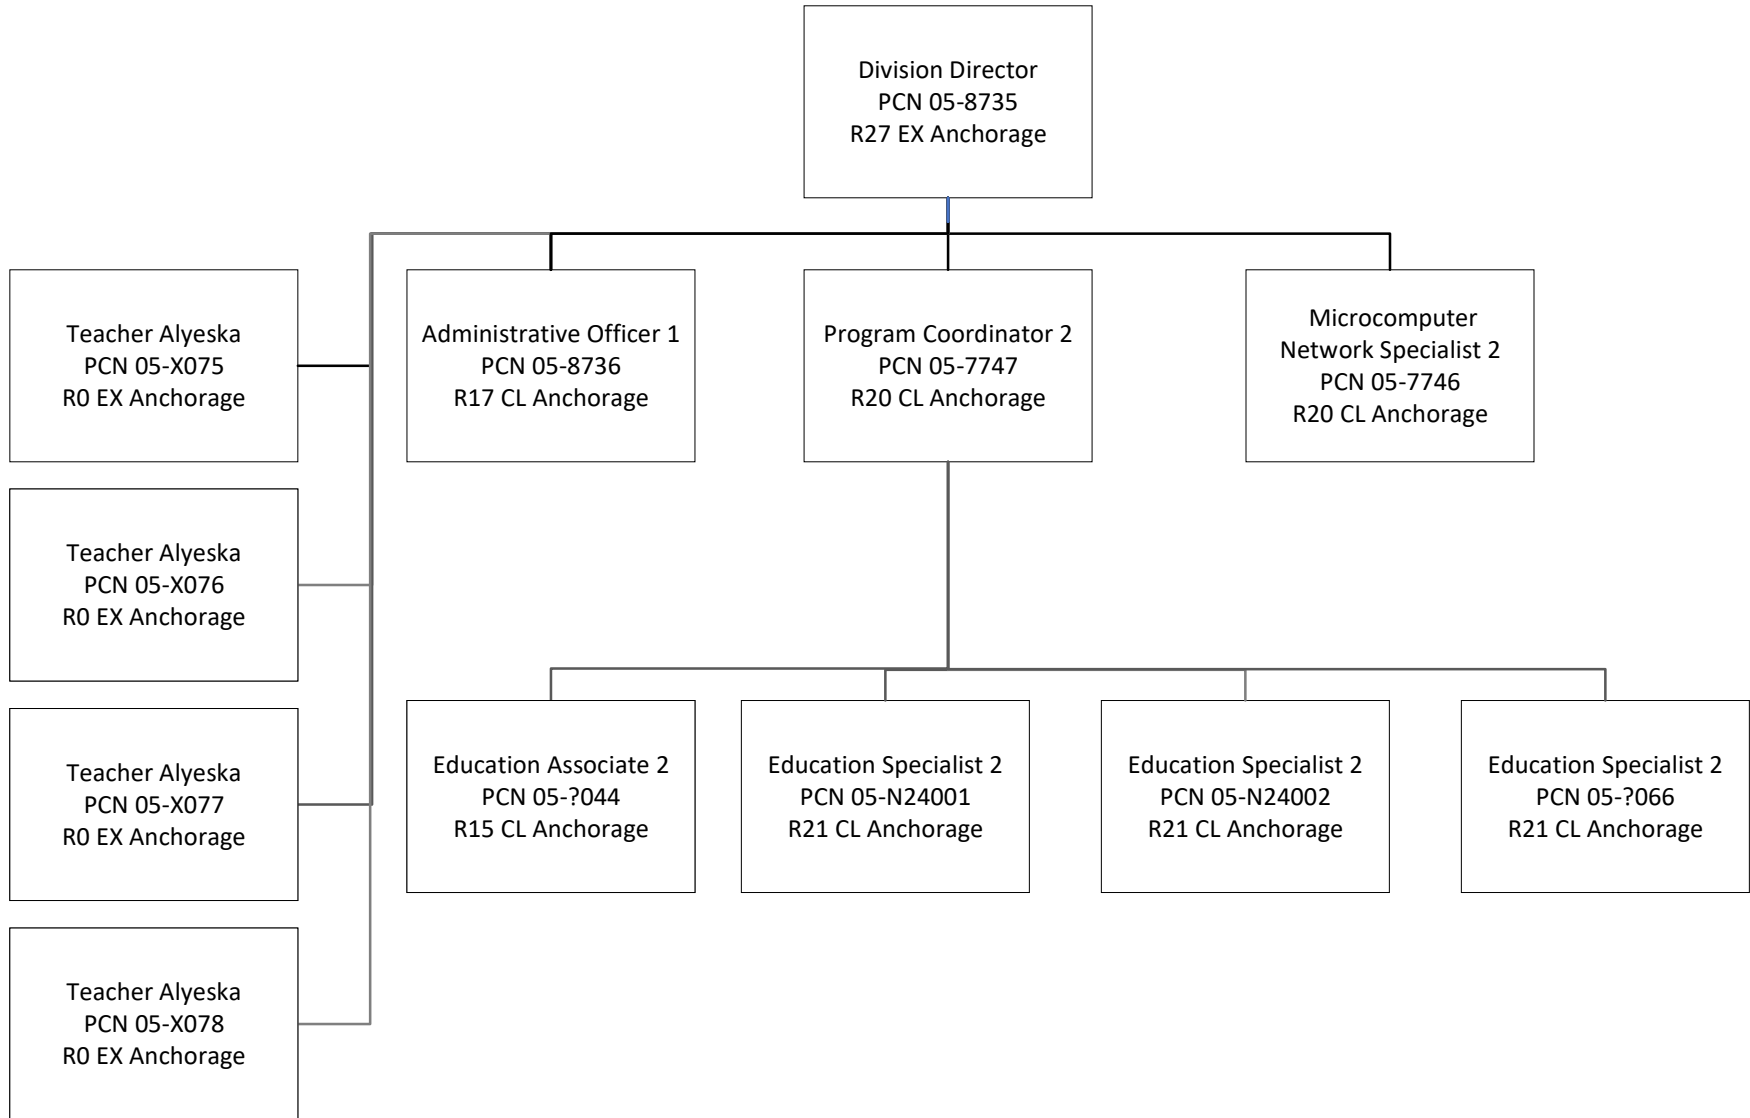 Division Director
PCN 05-8735
R27 EX Anchorage
Teacher Alyeska
PCN 05-X075
R0 EX Anchorage
Administrative Officer 1
PCN 05-8736
R17 CL Anchorage
Program Coordinator 2
PCN 05-7747
R20 CL Anchorage
Microcomputer
Network Specialist 2
PCN 05-7746
R20 CL Anchorage
Teacher Alyeska
PCN 05-X076
R0 EX Anchorage
Teacher Alyeska
PCN 05-X077
R0 EX Anchorage
Education Associate 2
PCN 05-?044
R15 CL Anchorage
Education Specialist 2
PCN 05-N24001
R21 CL Anchorage
Education Specialist 2
PCN 05-N24002
R21 CL Anchorage
Education Specialist 2
PCN 05-?066
R21 CL Anchorage
Teacher Alyeska
PCN 05-X078
R0 EX Anchorage